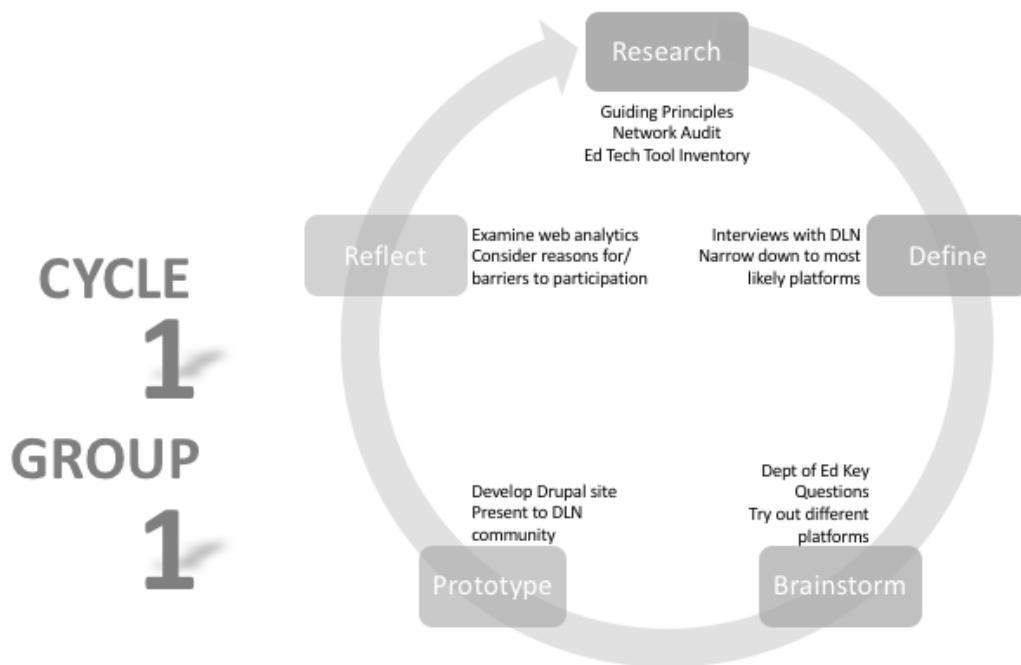 Research
Guiding Principles
Network Audit
Ed Tech Tool Inventory
Reflect
Examine web analytics
Consider reasons for/
barriers to participation
Interviews with DLN
Narrow down to most
likely platforms
Define
CYCLE
1
GROUP
1
Develop Drupal site
Present to DLN
community
Prototype
Dept of Ed Key
Questions
Try out different
platforms
Brainstorm